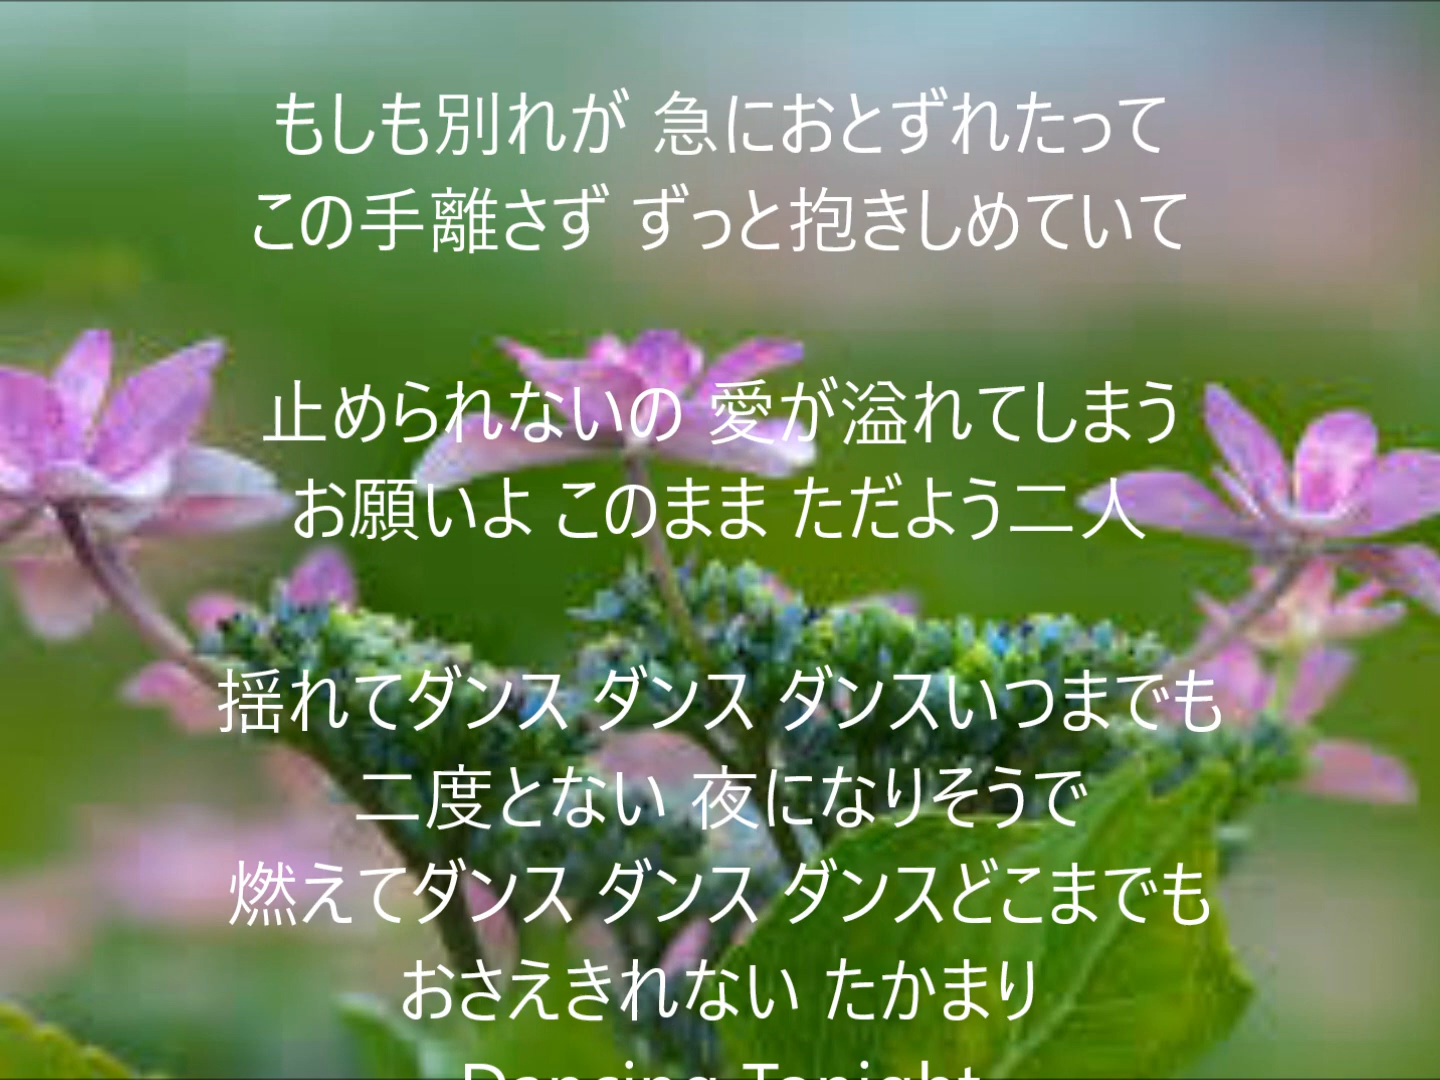 もしも別れが 急におとずれたって
この手離さず ずっと抱きしめていて
止められないの 愛が溢れてしまう
お願いよ このまま ただよう二人
揺れてダンス ダンス ダンスいつまでも
二度とない 夜になりそうで
燃えてダンス ダンス ダンスどこまでも
おさえきれない たかまり
Dancing Tonight